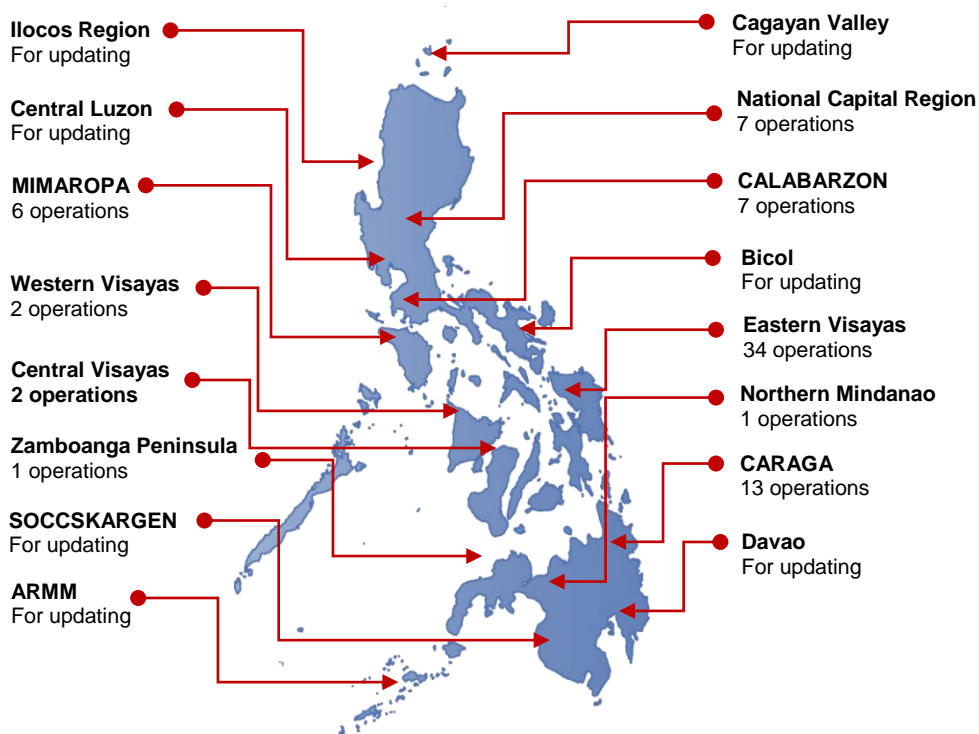 Ilocos Region
For updating
Central Luzon
For updating
MIMAROPA
6 operations
Western Visayas
2 operations
Central Visayas
2 operations
Zamboanga Peninsula
1 operations
SOCCSKARGEN
For updating
ARMM
For updating
Cagayan Valley
For updating
National Capital Region
7 operations
CALABARZON
7 operations
Bicol
For updating
Eastern Visayas
34 operations
Northern Mindanao
1 operations
CARAGA
13 operations
Davao
For updating